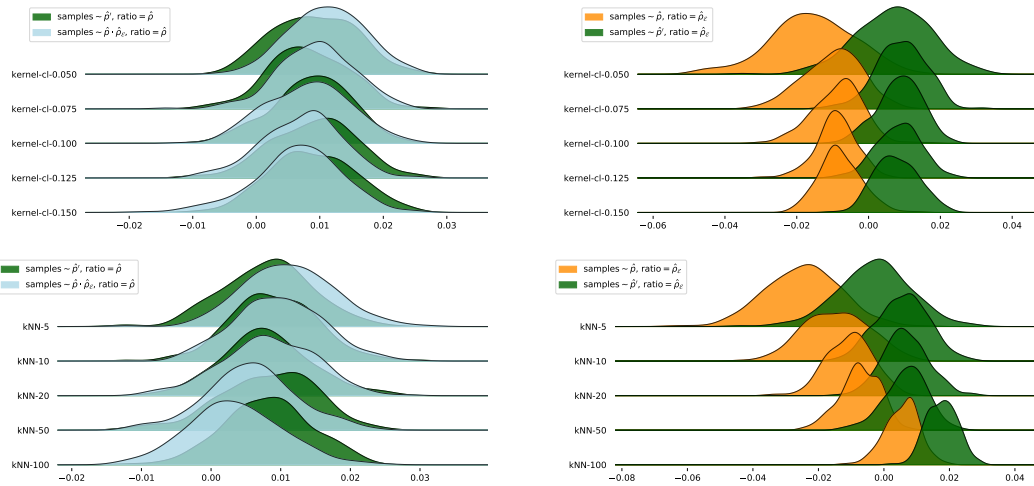 samples ~ p̂′, ratio = ρ̂
samples ~ p̂ · ρ̂_ℰ, ratio = ρ̂
kernel-cl-0.050
kernel-cl-0.075
kernel-cl-0.100
kernel-cl-0.125
kernel-cl-0.150
−0.02 −0.01 0.00 0.01 0.02 0.03
samples ~ p̂, ratio = ρ̂_ℰ
samples ~ p̂′, ratio = ρ̂_ℰ
kernel-cl-0.050
kernel-cl-0.075
kernel-cl-0.100
kernel-cl-0.125
kernel-cl-0.150
−0.06 −0.04 −0.02 0.00 0.02 0.04
samples ~ p̂′, ratio = ρ̂
samples ~ p̂ · ρ̂_ℰ, ratio = ρ̂
kNN-5
kNN-10
kNN-20
kNN-50
kNN-100
−0.02 −0.01 0.00 0.01 0.02 0.03
samples ~ p̂, ratio = ρ̂_ℰ
samples ~ p̂′, ratio = ρ̂_ℰ
kNN-5
kNN-10
kNN-20
kNN-50
kNN-100
−0.08 −0.06 −0.04 −0.02 0.00 0.02 0.04